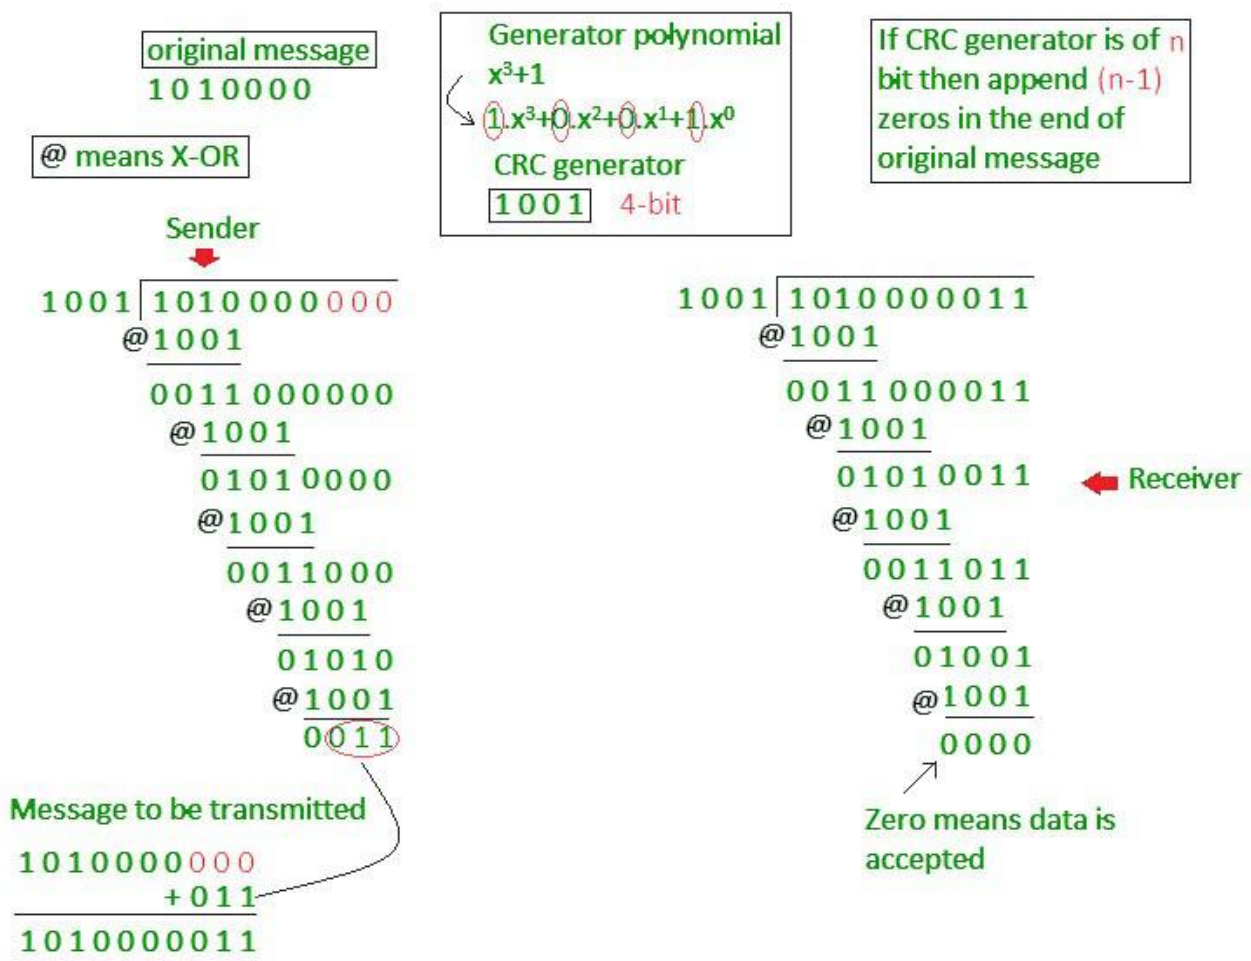 original message
1010000
@ means X-OR
Generator polynomial
x³+1
1.x³+0.x²+0.x¹+1.x⁰
CRC generator
1001 4-bit
If CRC generator is of n
bit then append (n-1)
zeros in the end of
original message
Sender
1001 1010000000
@1001
0011000000
@1001
01010000
@1001
0011000
@1001
01010
@1001
0011
Message to be transmitted
1010000000
+011
1010000011
1001 1010000011
@1001
0011000011
@1001
01010011
@1001
0011011
@1001
01001
@1001
0000
Receiver
Zero means data is
accepted